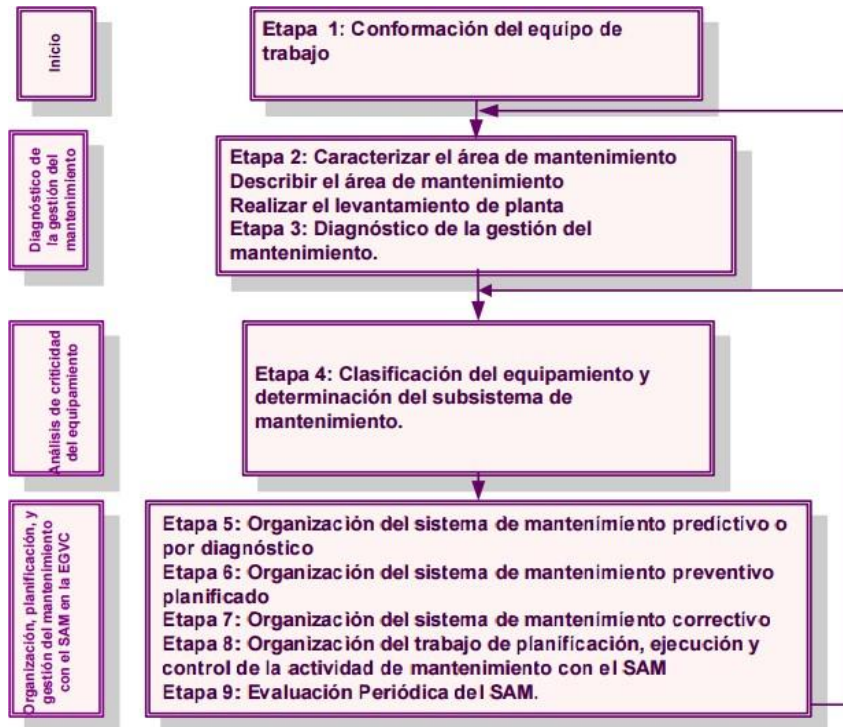 Inicio
Etapa 1: Conformación del equipo de
trabajo
Diagnóstico de
la gestión del
mantenimiento
Etapa 2: Caracterizar el área de mantenimiento
Describir el área de mantenimiento
Realizar el levantamiento de planta
Etapa 3: Diagnóstico de la gestión del
mantenimiento.
Análisis de criticidad
del equipamiento
Etapa 4: Clasificación del equipamiento y
determinación del subsistema de
mantenimiento.
Organización, planificación, y
gestión del mantenimiento
con el SAM en la EGVC
Etapa 5: Organización del sistema de mantenimiento predictivo o
por diagnóstico
Etapa 6: Organización del sistema de mantenimiento preventivo
planificado
Etapa 7: Organización del sistema de mantenimiento correctivo
Etapa 8: Organización del trabajo de planificación, ejecución y
control de la actividad de mantenimiento con el SAM
Etapa 9: Evaluación Periódica del SAM.